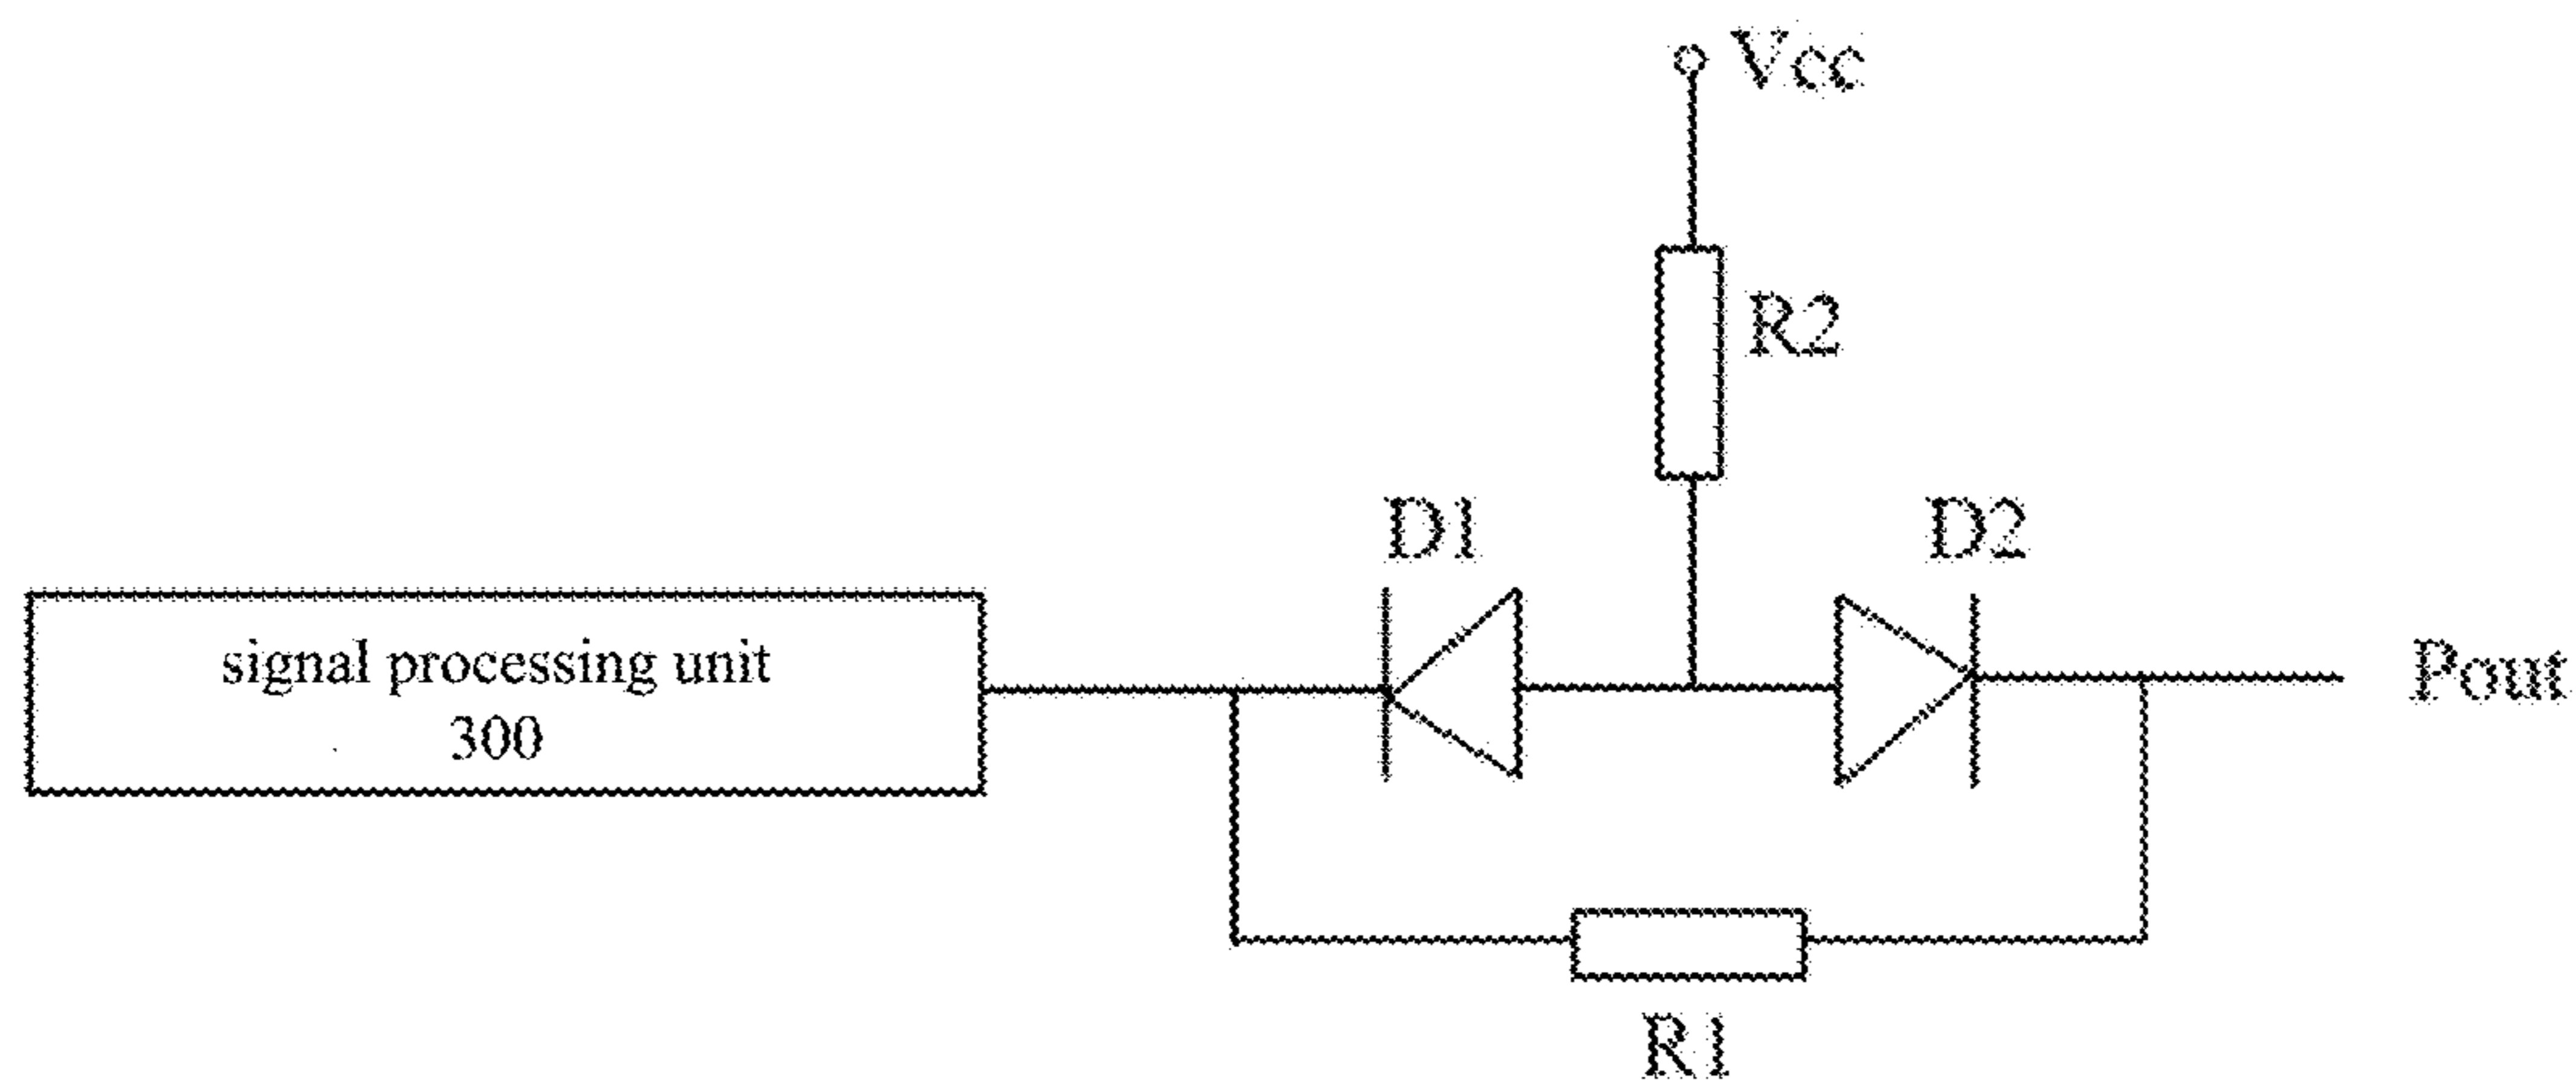 Vcc
R2
D1
D2
signal processing unit
300
Pout
R1